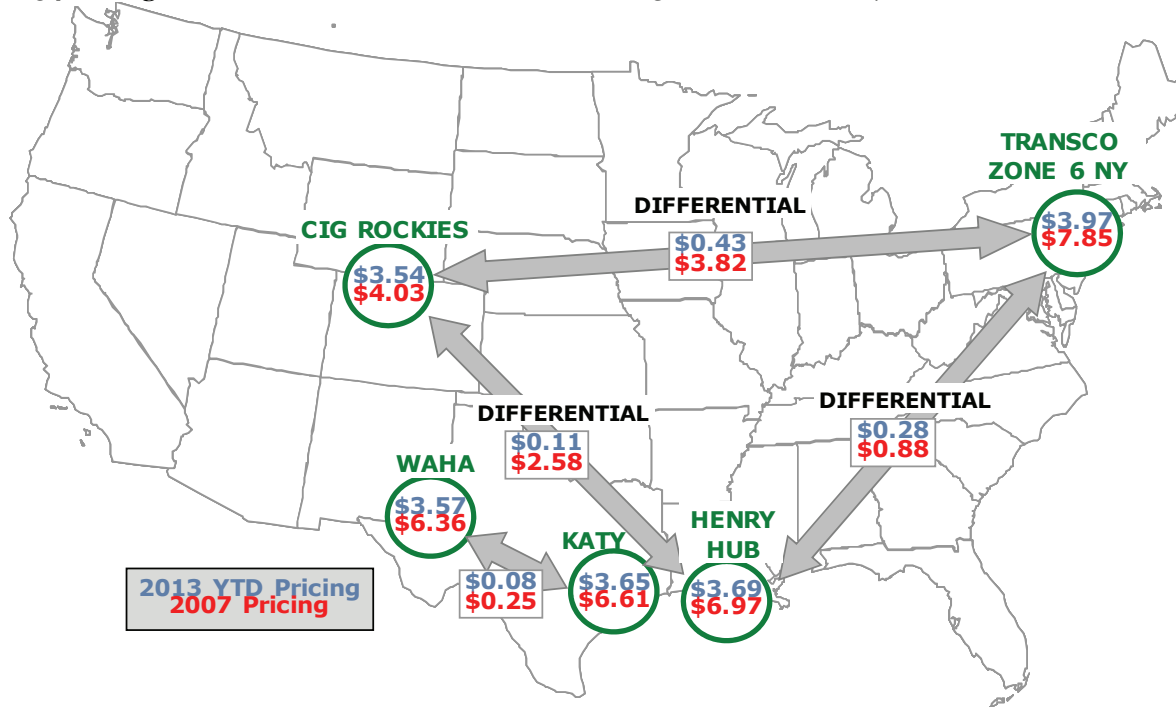 TRANSCO
ZONE 6 NY
$3.97
$7.85
DIFFERENTIAL
$0.43
$3.82
CIG ROCKIES
$3.54
$4.03
DIFFERENTIAL
$0.28
$0.88
DIFFERENTIAL
$0.11
$2.58
WAHA
$3.57
$6.36
HENRY
HUB
$3.69
$6.97
KATY
$3.65
$6.61
$0.08
$0.25
2013 YTD Pricing
2007 Pricing